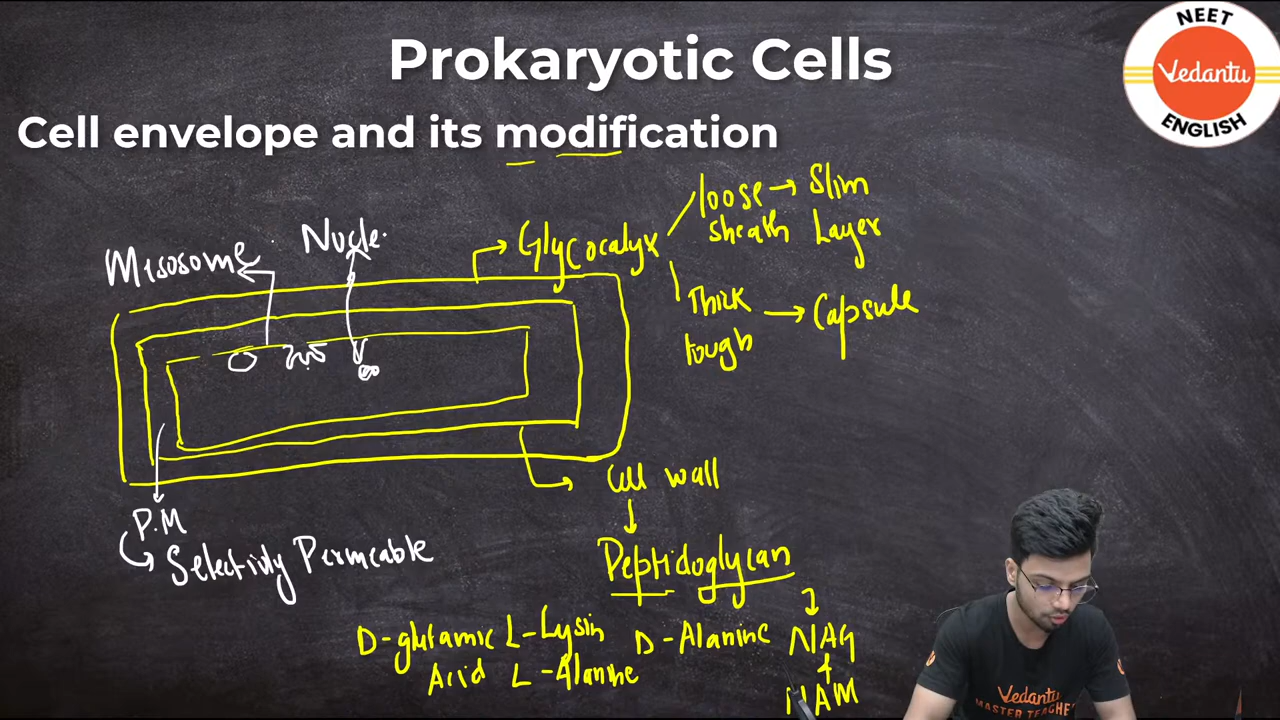 Prokaryotic Cells
NEET
Vedantu
ENGLISH
Cell envelope and its modification
Misosome
Nucle.
Glycocalyx
loose → Slim
sheath Layer
Thick
tough → Capsule
P.M
Selectivly Permeable
Cell wall
Peptidoglycan
D-glutamic L-Lysin D-Alanine NAG
Acid L-Alanine +
NAM
Vedantu
MASTER TEACHER